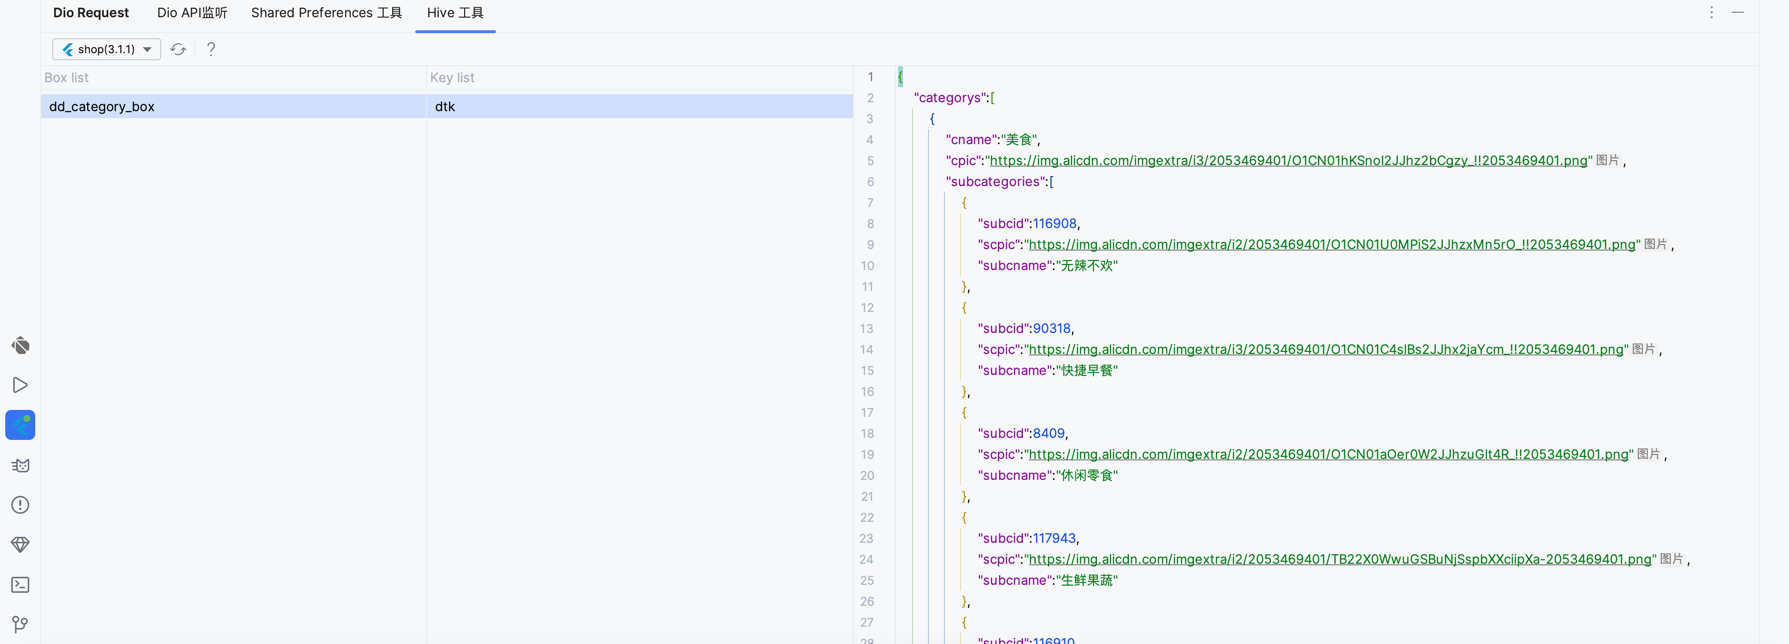 Dio Request Dio API监听 Shared Preferences 工具 Hive 工具
shop(3.1.1) ?
Box list Key list
dd_category_box dtk
1 {
2 "categorys":[
3 {
4 "cname":"美食",
5 "cpic":"https://img.alicdn.com/imgextra/i3/2053469401/O1CN01hKSnol2JJhz2bCgzy_!!2053469401.png" 图片 ,
6 "subcategories":[
7 {
8 "subcid":116908,
9 "scpic":"https://img.alicdn.com/imgextra/i2/2053469401/O1CN01U0MPiS2JJhzxMn5rO_!!2053469401.png" 图片 ,
10 "subcname":"无辣不欢"
11 },
12 {
13 "subcid":90318,
14 "scpic":"https://img.alicdn.com/imgextra/i3/2053469401/O1CN01C4slBs2JJhx2jaYcm_!!2053469401.png" 图片 ,
15 "subcname":"快捷早餐"
16 },
17 {
18 "subcid":8409,
19 "scpic":"https://img.alicdn.com/imgextra/i2/2053469401/O1CN01aOer0W2JJhzuGlt4R_!!2053469401.png" 图片 ,
20 "subcname":"休闲零食"
21 },
22 {
23 "subcid":117943,
24 "scpic":"https://img.alicdn.com/imgextra/i2/2053469401/TB22X0WwuGSBuNjSspbXXciipXa-2053469401.png" 图片 ,
25 "subcname":"生鲜果蔬"
26 },
27 {
28 "subcid":116910,